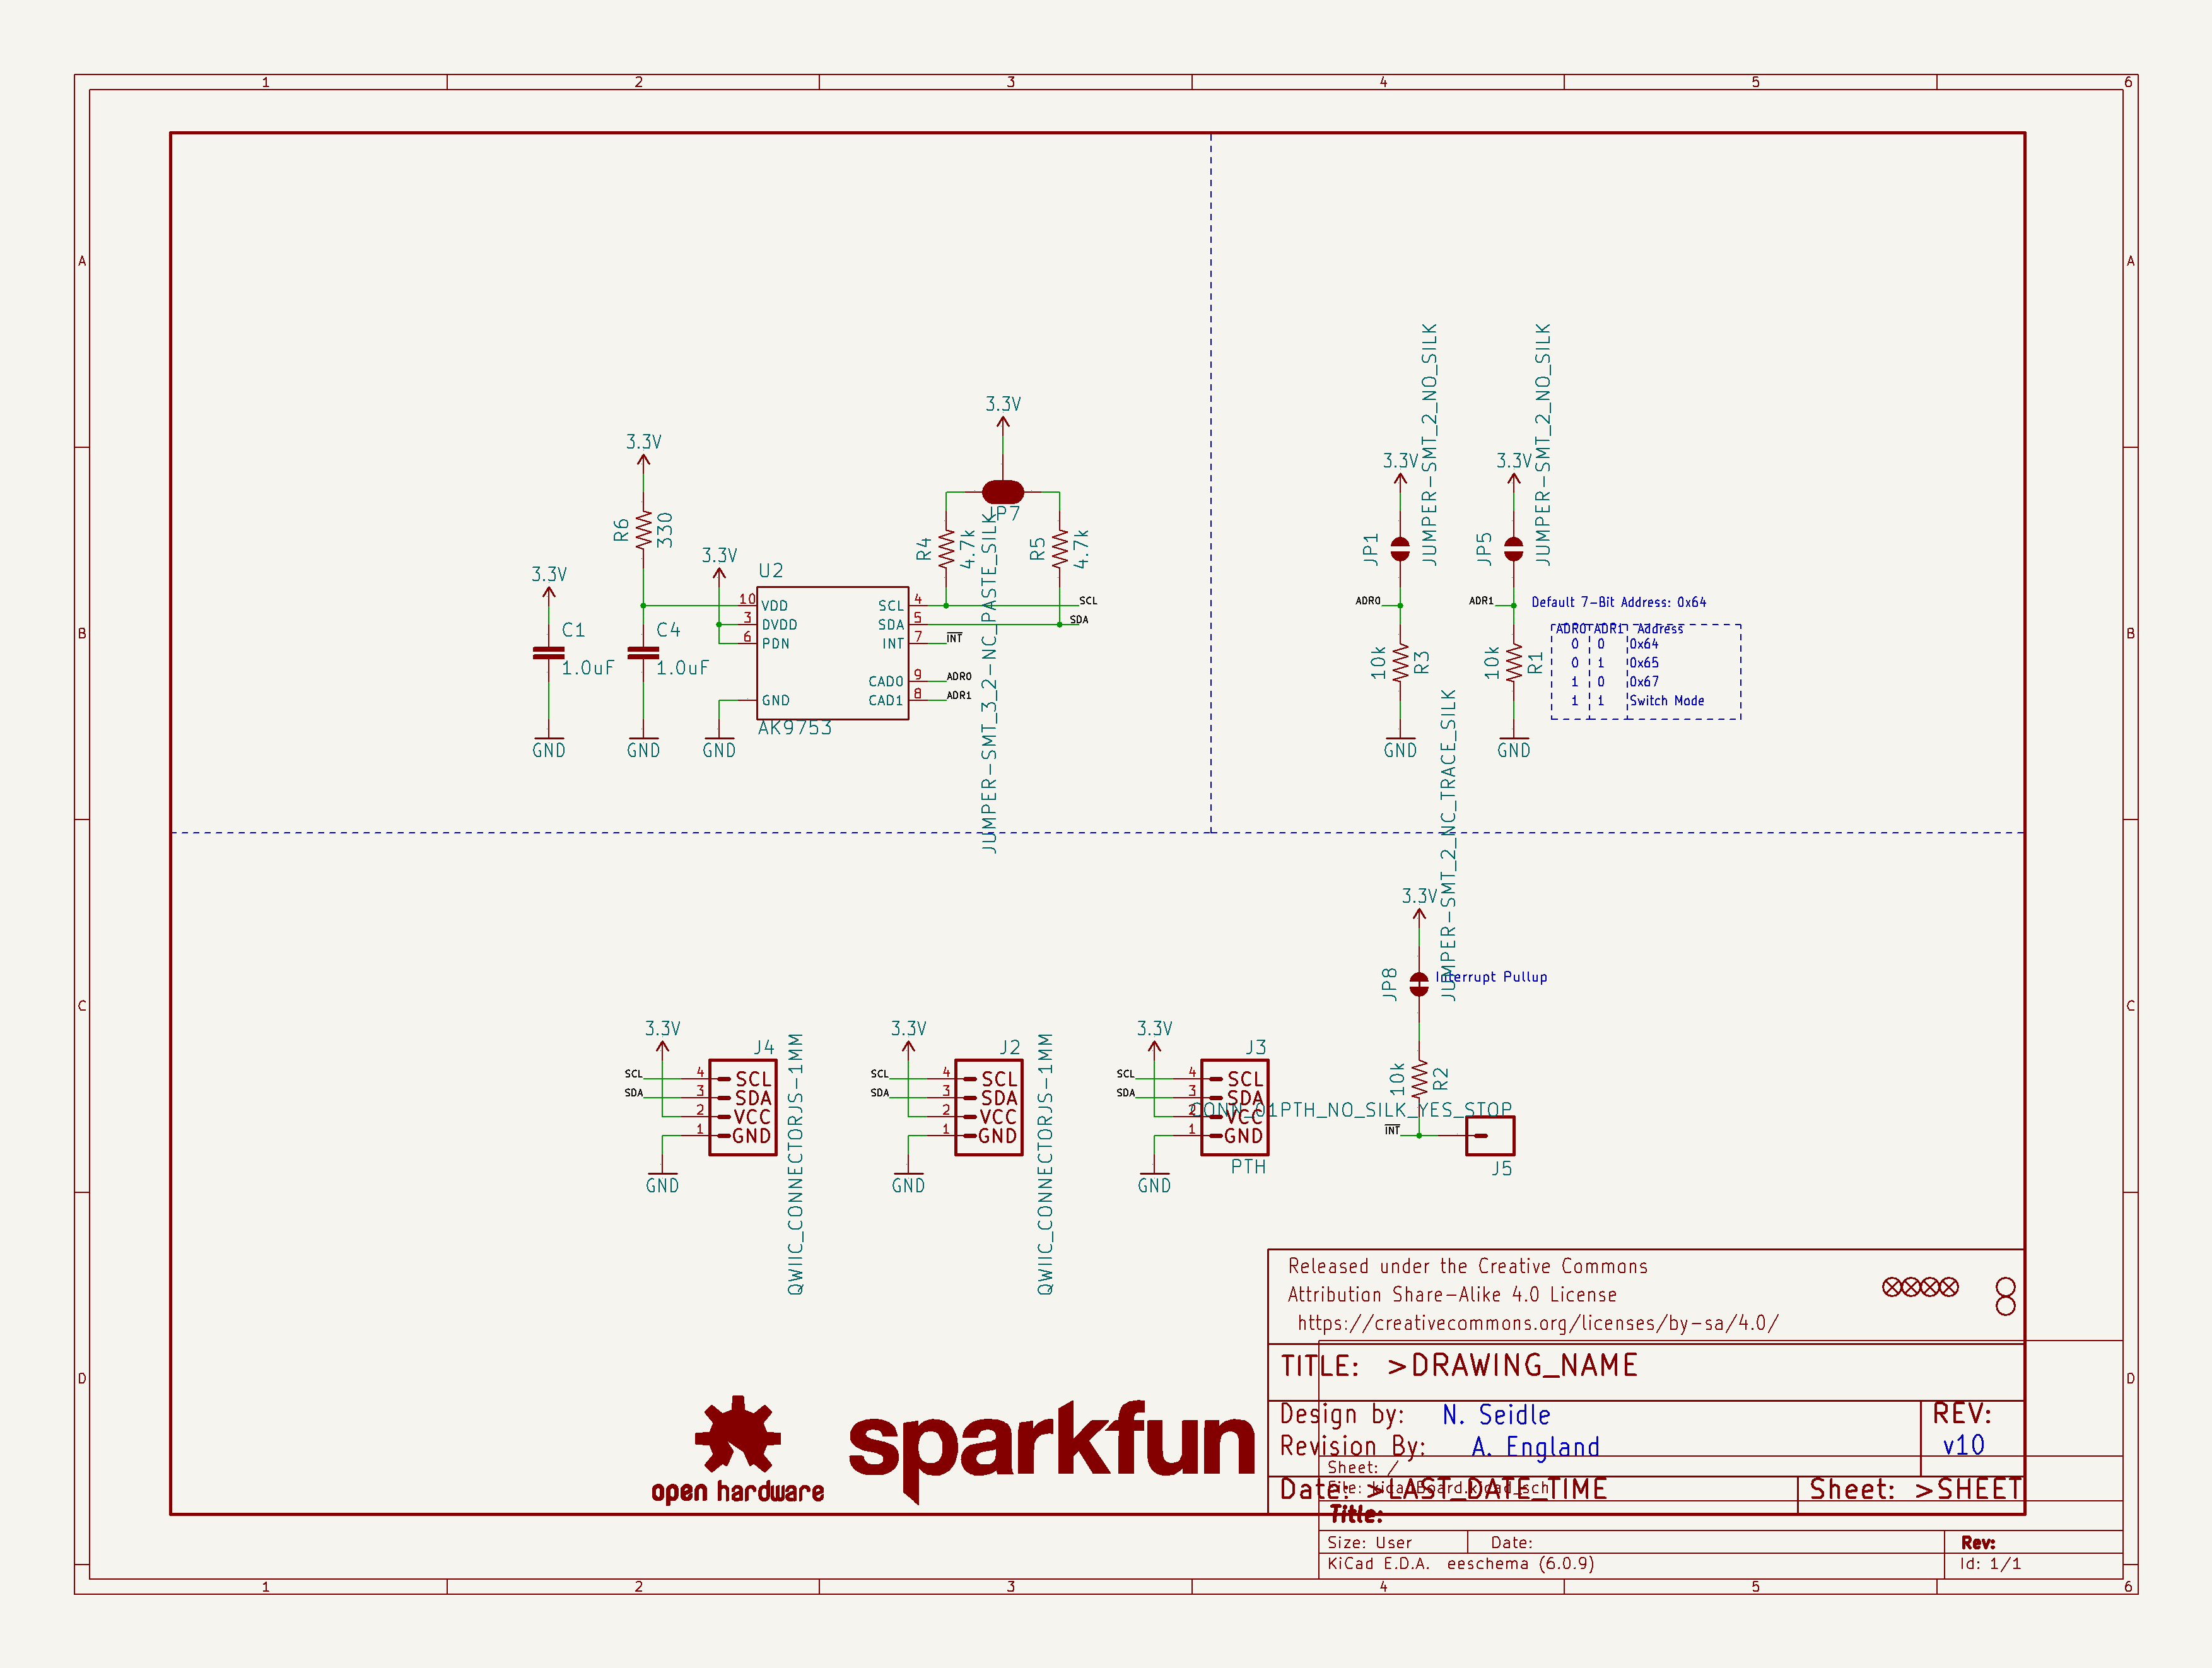 1 2 3 4 5 6
A A
B B
C C
D D
3.3V
3.3V
R6
330
3.3V
3.3V
C1
1.0uF
C4
1.0uF
GND
GND
GND
U2
10 VDD
3 DVDD
6 PDN
GND
SCL 4
SDA 5
INT 7
CAD0 9
CAD1 8
AK9753
R4
4.7k
JP7
JUMPER-SMT_3_2-NC_PASTE_SILK
R5
4.7k
SCL
SDA
INT
ADR0
ADR1
3.3V
3.3V
JP1
JUMPER-SMT_2_NO_SILK
JP5
JUMPER-SMT_2_NO_SILK
ADR0
ADR1
10k
R3
10k
R1
GND
GND
Default 7-Bit Address: 0x64
ADR0 ADR1 Address
0 0 0x64
0 1 0x65
1 0 0x67
1 1 Switch Mode
3.3V
JP8
JUMPER-SMT_2_NC_TRACE_SILK
Interrupt Pullup
10k
R2
INT
CONN_01PTH_NO_SILK_YES_STOP
J5
3.3V
J4
SCL 4 SCL
SDA 3 SDA
2 VCC
1 GND
GND
QWIIC_CONNECTORJS-1MM
3.3V
J2
SCL 4 SCL
SDA 3 SDA
2 VCC
1 GND
GND
QWIIC_CONNECTORJS-1MM
3.3V
J3
SCL 4 SCL
SDA 3 SDA
2 VCC
1 GND
PTH
GND
Released under the Creative Commons
Attribution Share-Alike 4.0 License
https://creativecommons.org/licenses/by-sa/4.0/
TITLE: >DRAWING_NAME
Design by: N. Seidle
Revision By: A. England
REV:
v10
Date: >LAST_DATE_TIME
Sheet: >SHEET
Sheet: /
File: kicadBoard.kicad_sch
Title:
Size: User Date: Rev:
KiCad E.D.A. eeschema (6.0.9) Id: 1/1
open hardware
sparkfun
1 2 3 4 5 6